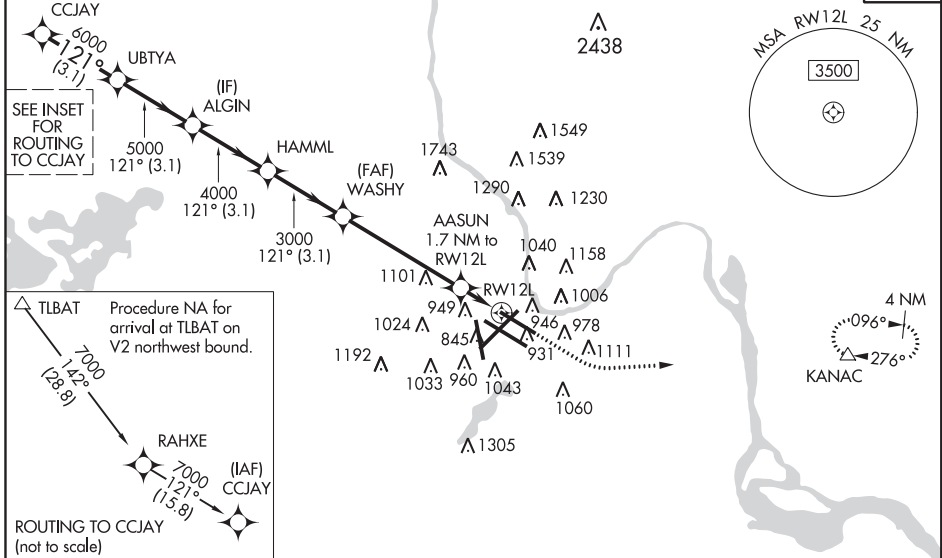 CCJAY
6000
121°
(3.1)
UBTYA
(IF)
ALGIN
SEE INSET
FOR
ROUTING
TO CCJAY
5000
121° (3.1)
HAMML
4000
121° (3.1)
(FAF)
WASHY
3000
121° (3.1)
AASUN
1.7 NM to
RW12L
RW12L
2438
1549
1743
1539
1290
1230
1040
1158
1101
949
1006
1024
845
946
978
931
1111
1192
1033
960
1043
1060
1305
MSA RW12L 25 NM
3500
4 NM
096°
276°
KANAC
TLBAT
Procedure NA for
arrival at TLBAT on
V2 northwest bound.
7000
142°
(28.8)
RAHXE
7000
121°
(15.8)
(IAF)
CCJAY
ROUTING TO CCJAY
(not to scale)